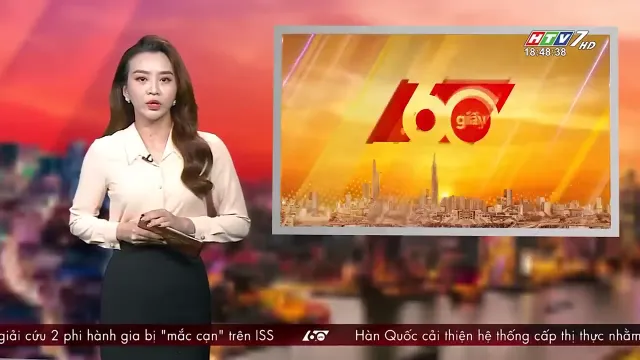 HTV7 HD
18:48:38
60 giây
giải cứu 2 phi hành gia bị "mắc cạn" trên ISS 60 Hàn Quốc cải thiện hệ thống cấp thị thực nhằm